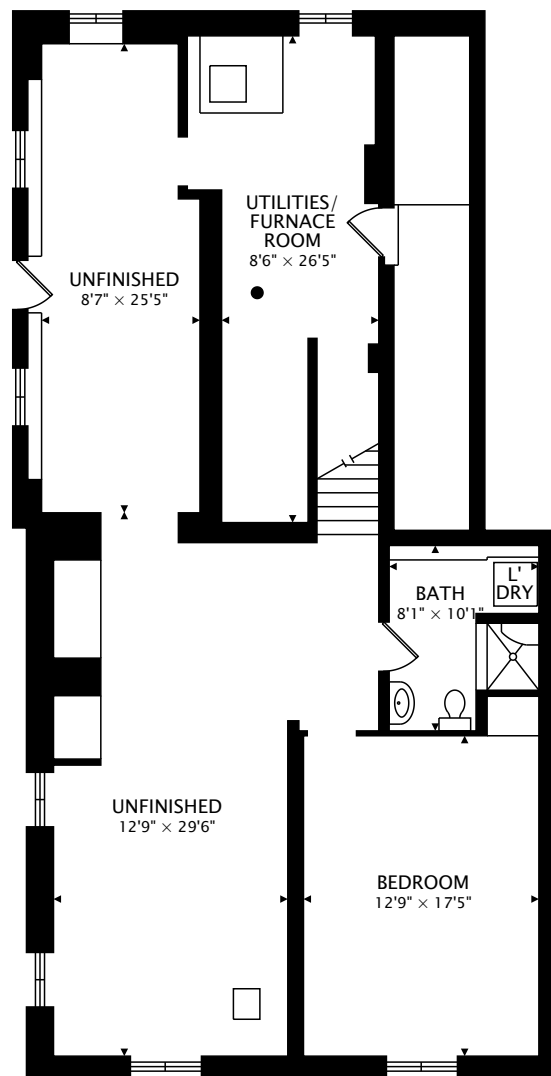 UTILITIES/
FURNACE
ROOM
8'6" × 26'5"
UNFINISHED
8'7" × 25'5"
L'
DRY
BATH
8'1" × 10'1"
UNFINISHED
12'9" × 29'6"
BEDROOM
12'9" × 17'5"